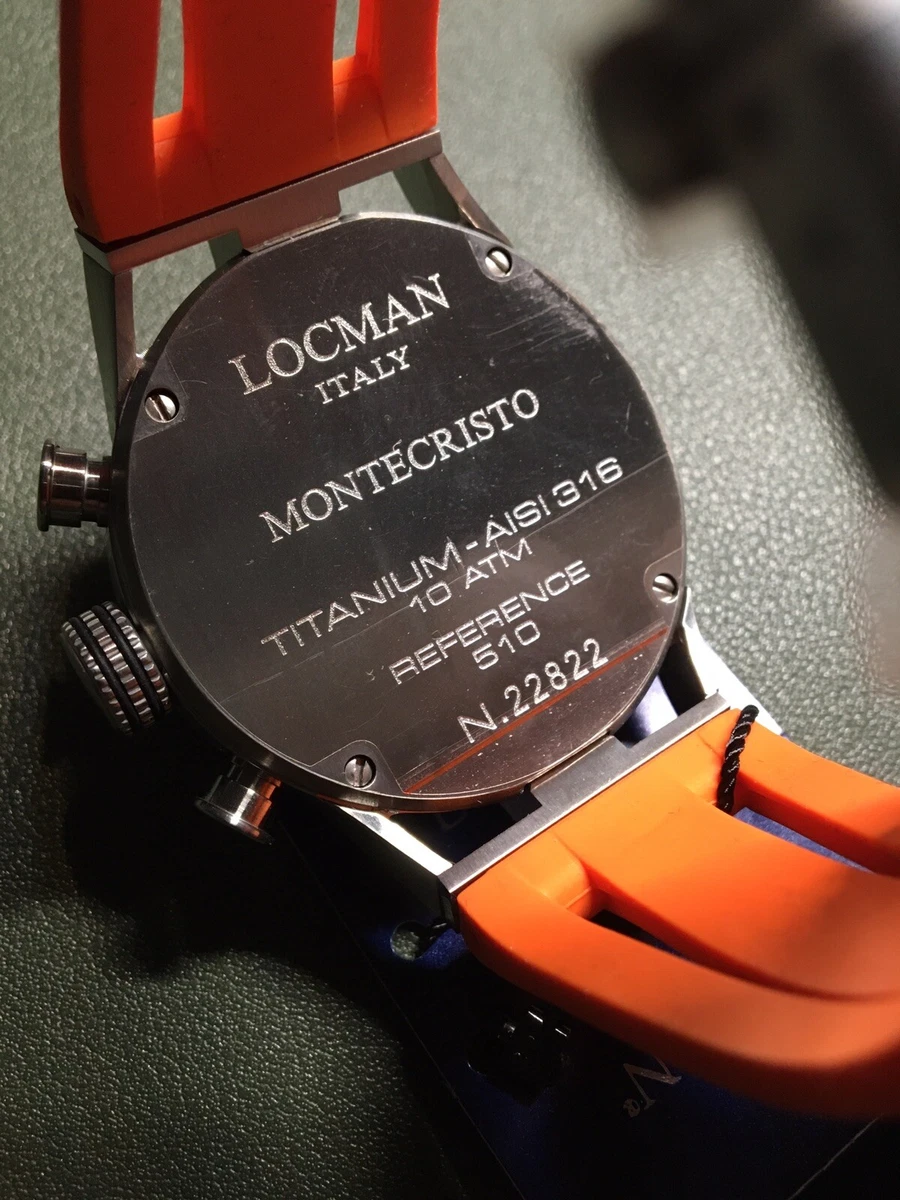 LOCMAN
ITALY
MONTECRISTO
TITANIUM-AISI 316
10 ATM
REFERENCE
510
N.22822